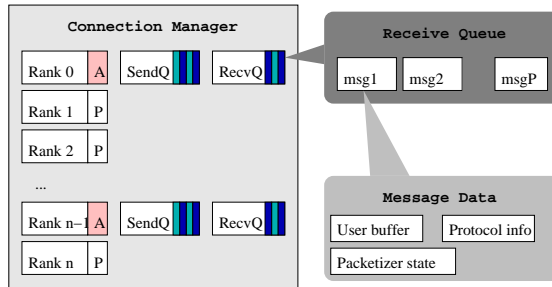 Connection Manager
Rank 0 A SendQ RecvQ
Rank 1 P
Rank 2 P
...
Rank n−1 A SendQ RecvQ
Rank n P
Receive Queue
msg1 msg2 msgP
Message Data
User buffer Protocol info
Packetizer state